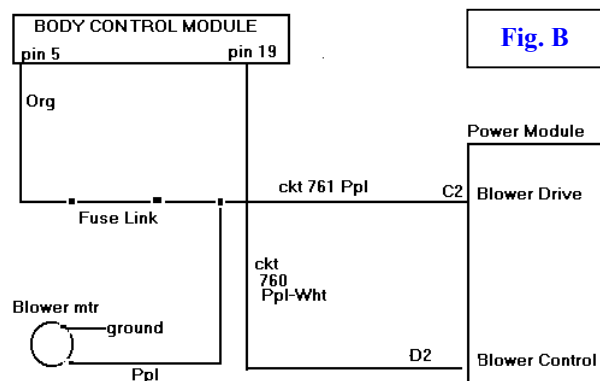 BODY CONTROL MODULE
pin 5
pin 19
Fig. B
Org
Power Module
ckt 761 Ppl
C2
Blower Drive
Fuse Link
ckt
760
Ppl-Wht
Blower mtr
ground
Ppl
D2
Blower Control